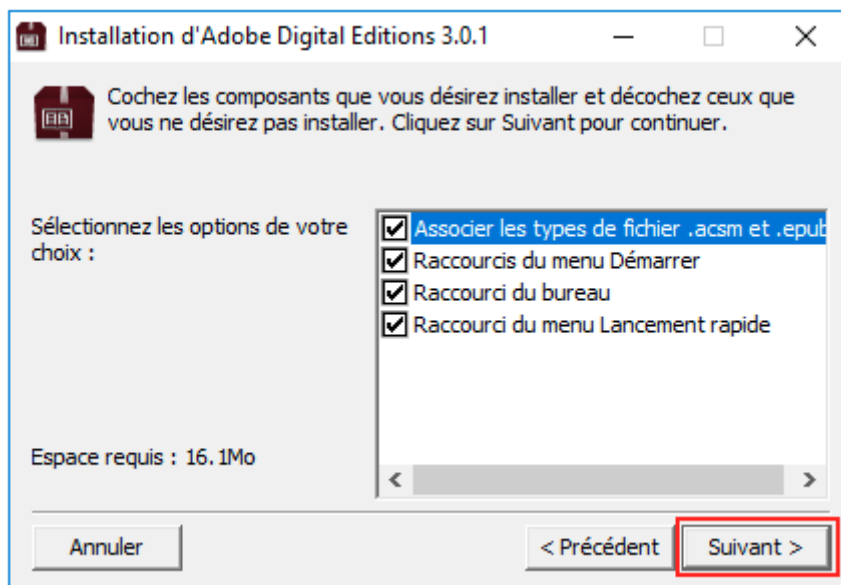 Installation d'Adobe Digital Editions 3.0.1
Cochez les composants que vous désirez installer et décochez ceux que
vous ne désirez pas installer. Cliquez sur Suivant pour continuer.
Sélectionnez les options de votre
choix :
Associer les types de fichier .acsm et .epub
Raccourcis du menu Démarrer
Raccourci du bureau
Raccourci du menu Lancement rapide
Espace requis : 16.1Mo
Annuler
< Précédent
Suivant >